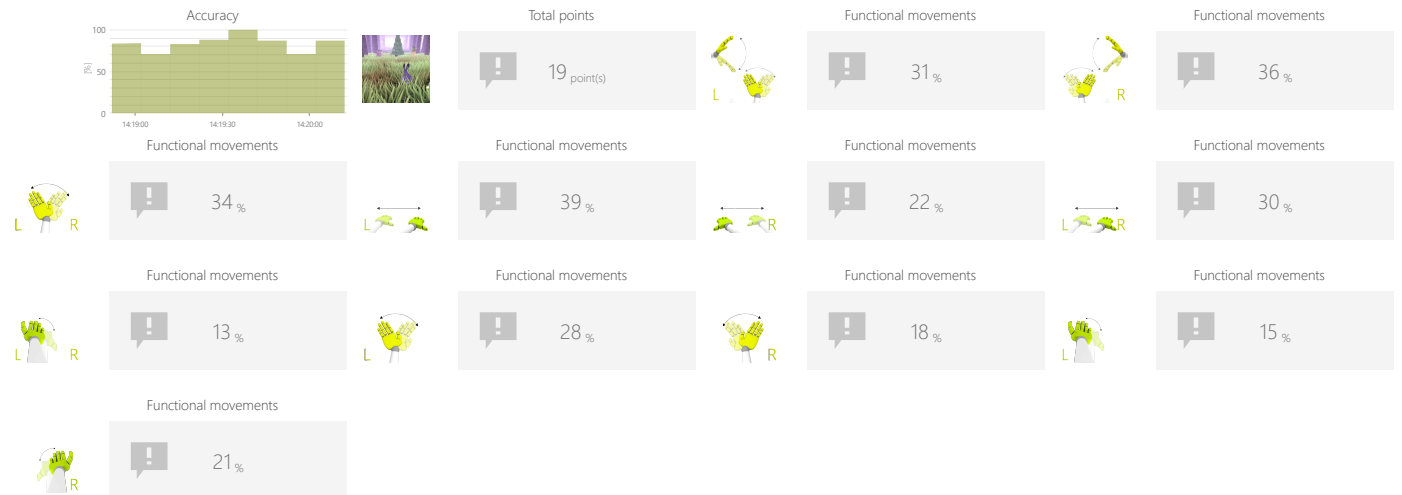 Accuracy
Total points
Functional movements
Functional movements
100
[%]
50
0
14:19:00
14:19:30
14:20:00
19 point(s)
L
31 %
R
36 %
Functional movements
Functional movements
Functional movements
Functional movements
L R
34 %
L
39 %
R
22 %
L R
30 %
Functional movements
Functional movements
Functional movements
Functional movements
L R
13 %
L
28 %
R
18 %
L
15 %
Functional movements
R
21 %